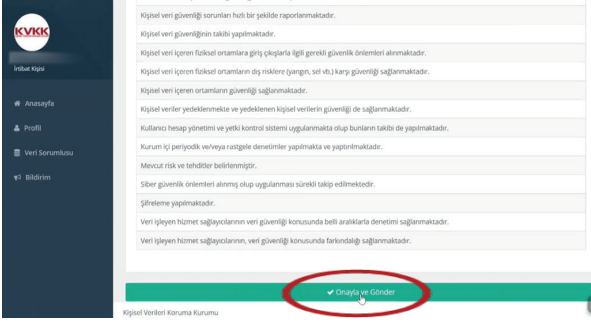 KVKK
İrtibat Kişisi
Anasayfa
Profil
Veri Sorumlusu
Bildirim
Kişisel veri güvenliği sorunları hızlı bir şekilde raporlanmaktadır.
Kişisel veri güvenliğinin takibi yapılmaktadır.
Kişisel veri içeren fiziksel ortamlara giriş çıkışlarla ilgili gerekli güvenlik önlemleri alınmaktadır.
Kişisel veri içeren fiziksel ortamların dış risklere (yangın, sel vb.) karşı güvenliği sağlanmaktadır.
Kişisel veri içeren ortamların güvenliği sağlanmaktadır.
Kişisel veriler yedeklenmekte ve yedeklenen kişisel verilerin güvenliği de sağlanmaktadır.
Kullanıcı hesap yönetimi ve yetki kontrol sistemi uygulanmakta olup bunların takibi de yapılmaktadır.
Kurum içi periyodik ve/veya rastgele denetimler yapılmakta ve yaptırılmaktadır.
Mevcut risk ve tehditler belirlenmiştir.
Siber güvenlik önlemleri alınmış olup uygulanması sürekli takip edilmektedir.
Şifreleme yapılmaktadır.
Veri işleyen hizmet sağlayıcılarının veri güvenliği konusunda belli aralıklarla denetimi sağlanmaktadır.
Veri işleyen hizmet sağlayıcılarının, veri güvenliği konusunda farkındalığı sağlanmaktadır.
Onayla ve Gönder
Kişisel Verileri Koruma Kurumu